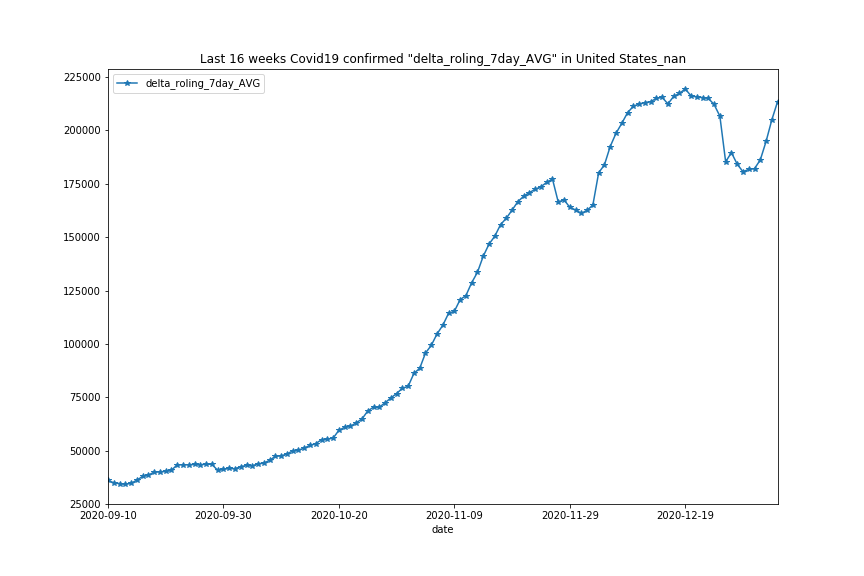 Last 16 weeks Covid19 confirmed "delta_roling_7day_AVG" in United States_nan
delta_roling_7day_AVG
225000
200000
175000
150000
125000
100000
75000
50000
25000
2020-09-10 2020-09-30 2020-10-20 2020-11-09 2020-11-29 2020-12-19
date